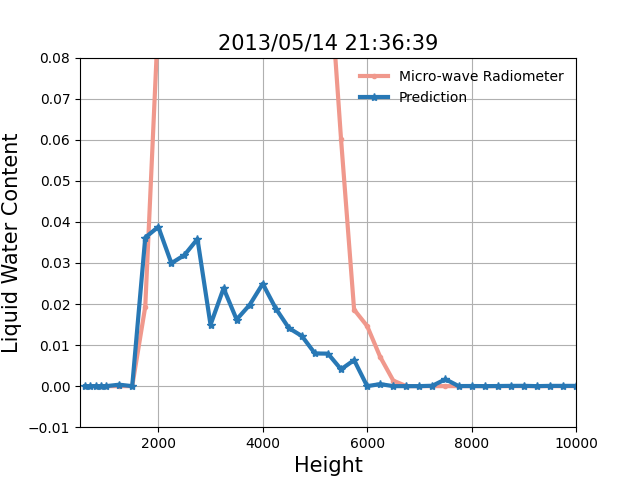 2013/05/14 21:36:39
Micro-wave Radiometer
Prediction
Liquid Water Content
0.08
0.07
0.06
0.05
0.04
0.03
0.02
0.01
0.00
−0.01
2000 4000 6000 8000 10000
Height